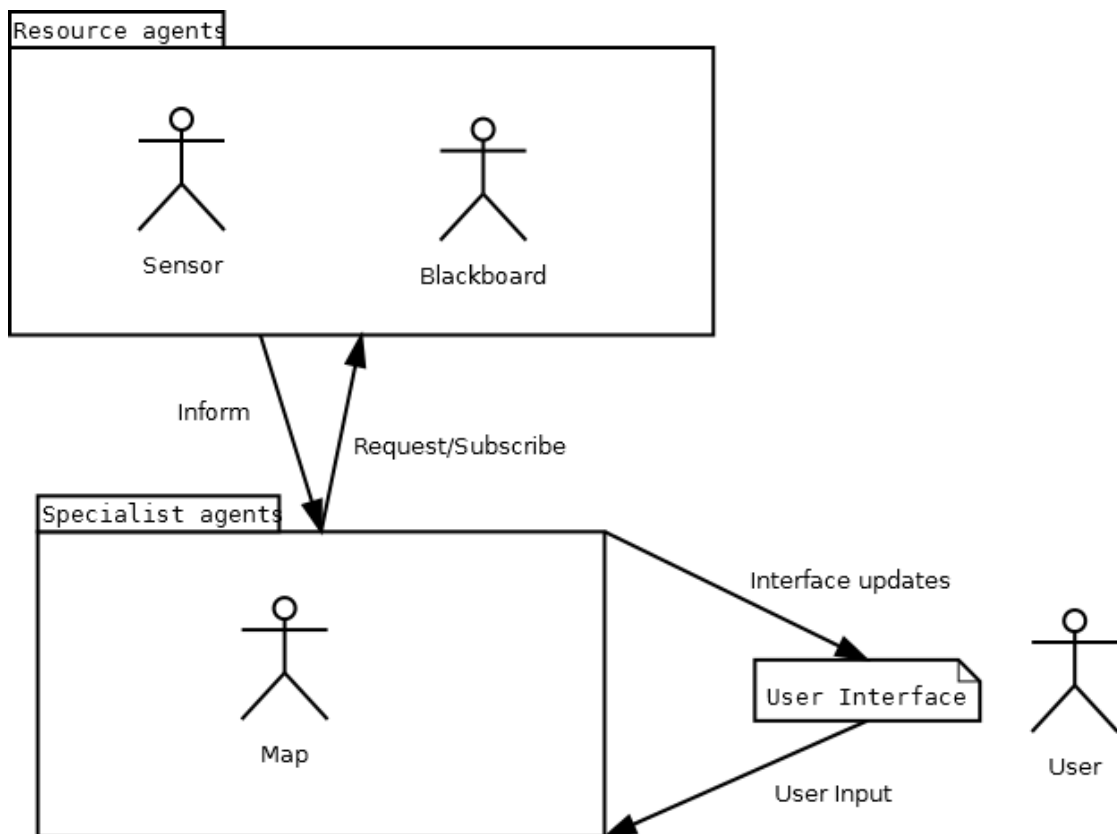 Resource agents
Sensor
Blackboard
Inform
Request/Subscribe
Specialist agents
Interface updates
User Interface
Map
User
User Input